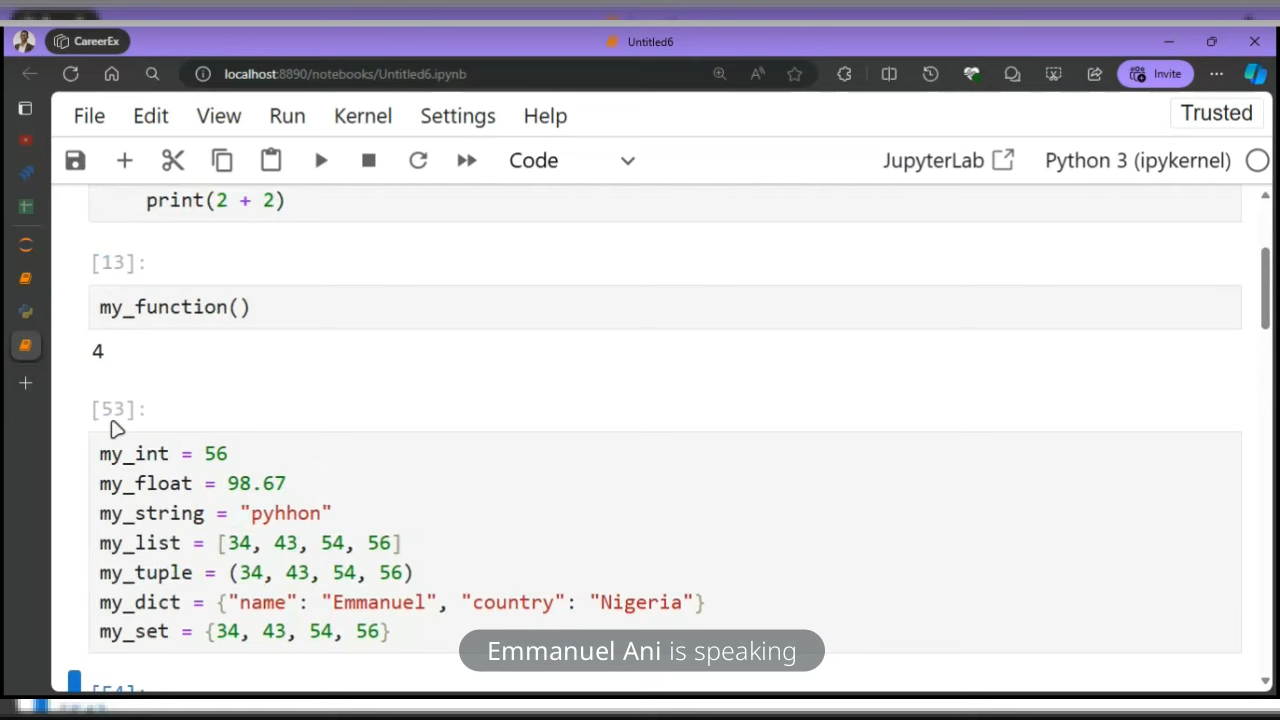 CareerEx
Untitled6
localhost:8890/notebooks/Untitled6.ipynb
Invite
File Edit View Run Kernel Settings Help
Trusted
Code
JupyterLab
Python 3 (ipykernel)
print(2 + 2)
[13]:
my_function()
4
[53]:
my_int = 56
my_float = 98.67
my_string = "pyhhon"
my_list = [34, 43, 54, 56]
my_tuple = (34, 43, 54, 56)
my_dict = {"name": "Emmanuel", "country": "Nigeria"}
my_set = {34, 43, 54, 56}
Emmanuel Ani is speaking
[54]: